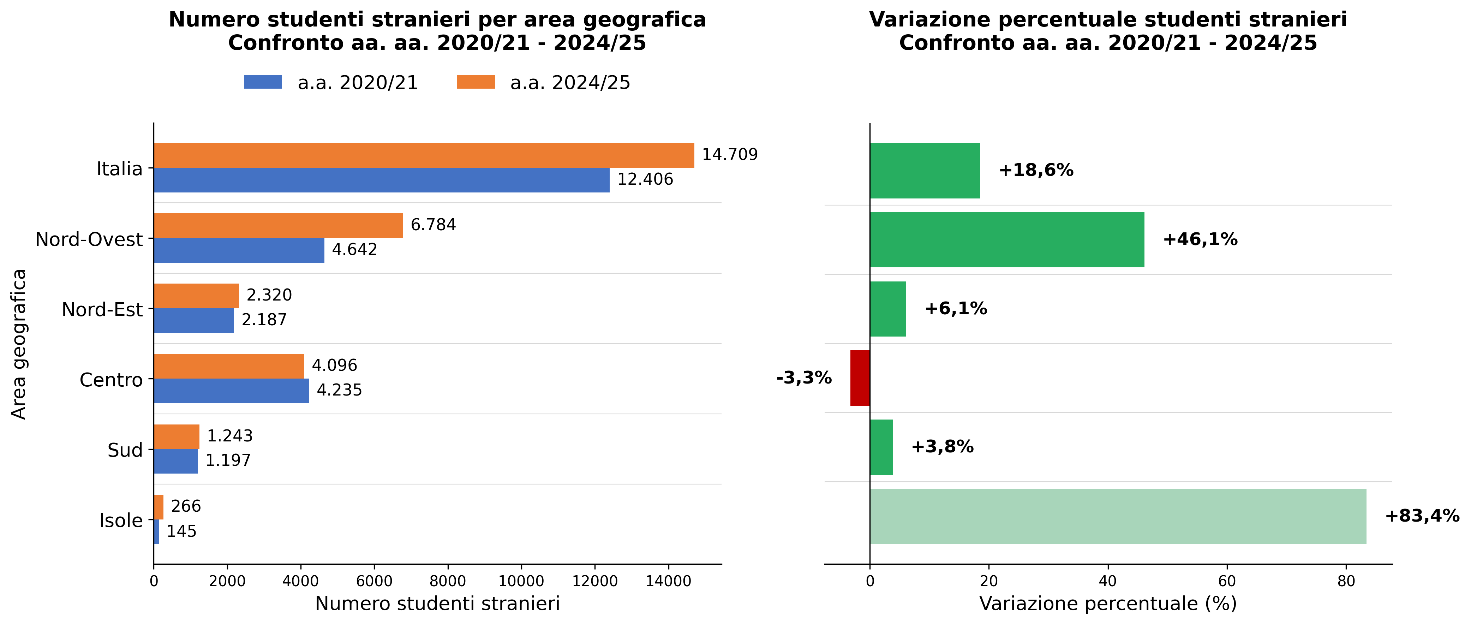 Numero studenti stranieri per area geografica
Confronto aa. aa. 2020/21 - 2024/25
a.a. 2020/21
a.a. 2024/25
Area geografica
Italia
14.709
12.406
Nord-Ovest
6.784
4.642
Nord-Est
2.320
2.187
Centro
4.096
4.235
Sud
1.243
1.197
Isole
266
145
0 2000 4000 6000 8000 10000 12000 14000
Numero studenti stranieri
Variazione percentuale studenti stranieri
Confronto aa. aa. 2020/21 - 2024/25
+18,6%
+46,1%
+6,1%
-3,3%
+3,8%
+83,4%
0 20 40 60 80
Variazione percentuale (%)